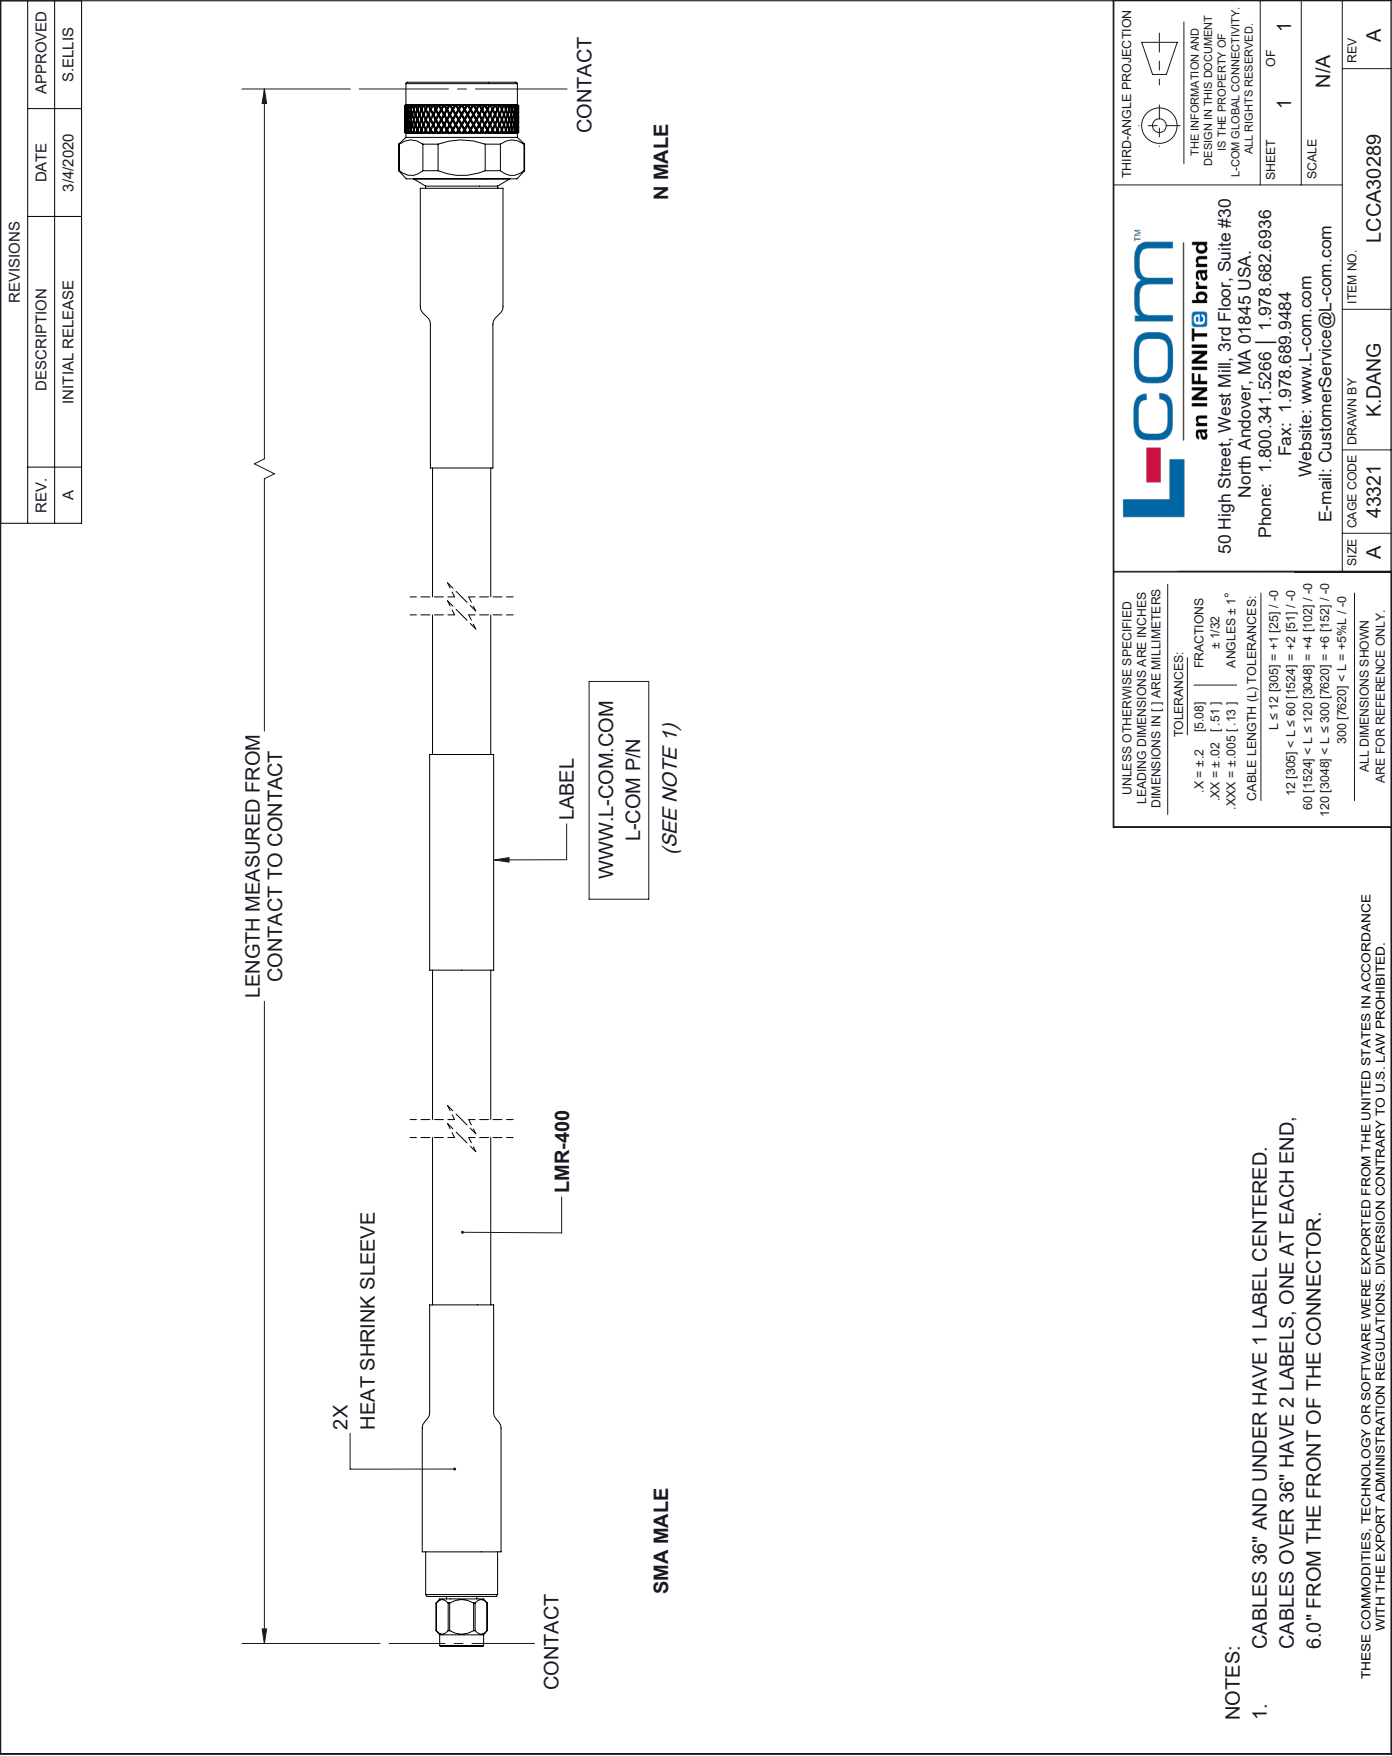 REVISIONS
REV. DESCRIPTION DATE APPROVED
A INITIAL RELEASE 3/4/2020 S.ELLIS
LENGTH MEASURED FROM
CONTACT TO CONTACT
2X
HEAT SHRINK SLEEVE
CONTACT
LMR-400
LABEL
CONTACT
WWW.L-COM.COM
L-COM P/N
(SEE NOTE 1)
SMA MALE
N MALE
NOTES:
1. CABLES 36" AND UNDER HAVE 1 LABEL CENTERED.
CABLES OVER 36" HAVE 2 LABELS, ONE AT EACH END,
6.0" FROM THE FRONT OF THE CONNECTOR.
THESE COMMODITIES, TECHNOLOGY OR SOFTWARE WERE EXPORTED FROM THE UNITED STATES IN ACCORDANCE
WITH THE EXPORT ADMINISTRATION REGULATIONS. DIVERSION CONTRARY TO U.S. LAW PROHIBITED.
UNLESS OTHERWISE SPECIFIED
LEADING DIMENSIONS ARE INCHES
DIMENSIONS IN [ ] ARE MILLIMETERS
TOLERANCES:
.X = ± .2 [5.08] FRACTIONS
.XX = ± .02 [ .51 ] ± 1/32
.XXX = ± .005 [ .13 ] ANGLES ± 1°
CABLE LENGTH (L) TOLERANCES:
L ≤ 12 [305] = +1 [25] / -0
12 [305] < L ≤ 60 [1524] = +2 [51] / -0
60 [1524] < L ≤ 120 [3048] = +4 [102] / -0
120 [3048] < L ≤ 300 [7620] = +6 [152] / -0
300 [7620] < L = +5%L / -0
ALL DIMENSIONS SHOWN
ARE FOR REFERENCE ONLY.
L-com™
an INFINITe brand
50 High Street, West Mill, 3rd Floor, Suite #30
North Andover, MA 01845 USA.
Phone: 1.800.341.5266 | 1.978.682.6936
Fax: 1.978.689.9484
Website: www.L-com.com
E-mail: CustomerService@L-com.com
THIRD-ANGLE PROJECTION
THE INFORMATION AND
DESIGN IN THIS DOCUMENT
IS THE PROPERTY OF
L-COM GLOBAL CONNECTIVITY.
ALL RIGHTS RESERVED.
SHEET 1 OF 1
SCALE N/A
SIZE CAGE CODE DRAWN BY ITEM NO. REV
A 43321 K.DANG LCCA30289 A